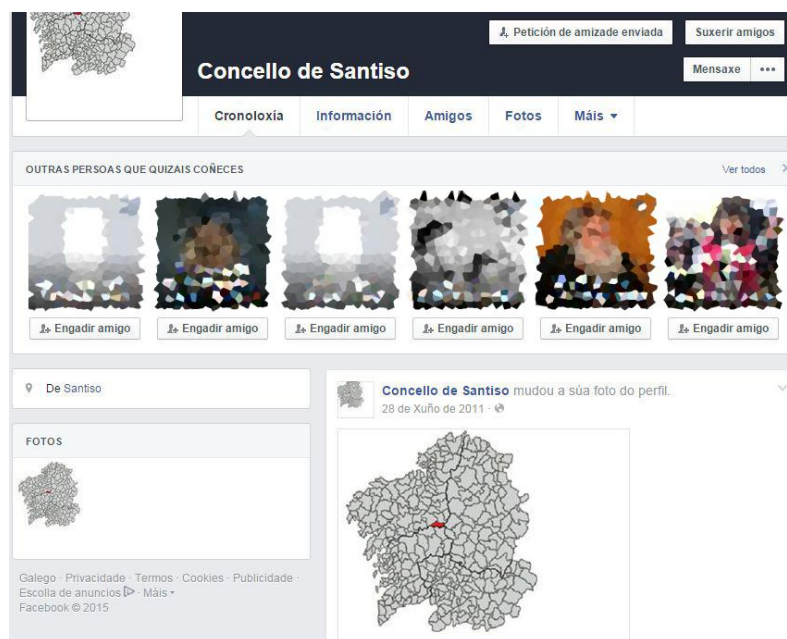 Petición de amizade enviada
Suxerir amigos
Concello de Santiso
Mensaxe
Cronoloxía Información Amigos Fotos Máis
OUTRAS PERSOAS QUE QUIZAIS COÑECES
Ver todos
Engadir amigo Engadir amigo Engadir amigo Engadir amigo Engadir amigo Engadir amigo
De Santiso
FOTOS
Galego · Privacidade · Termos · Cookies · Publicidade ·
Escolla de anuncios · Máis
Facebook © 2015
Concello de Santiso mudou a súa foto do perfil.
28 de Xuño de 2011 ·